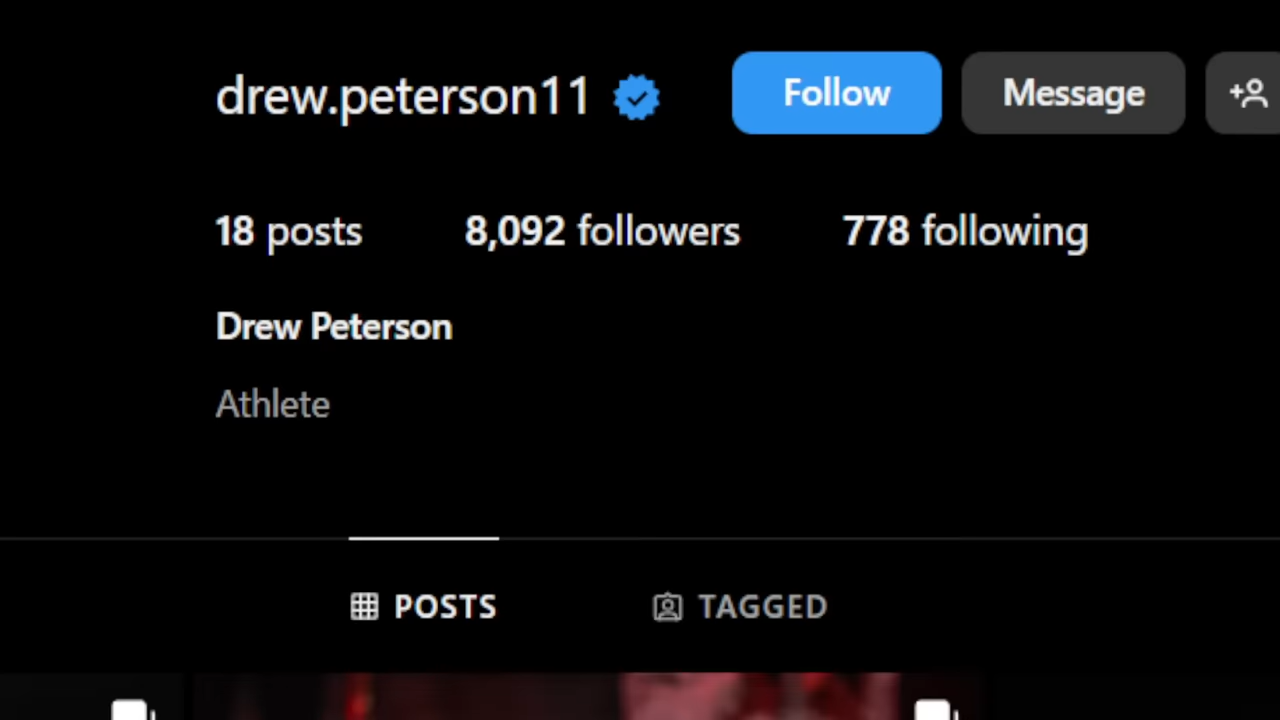 drew.peterson11 Follow Message
18 posts 8,092 followers 778 following
Drew Peterson
Athlete
POSTS TAGGED